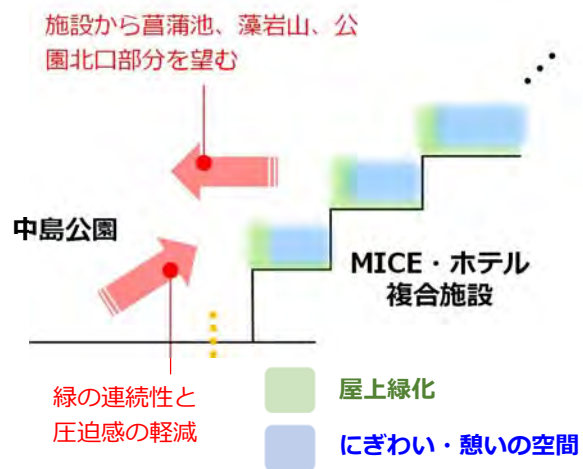 施設から菖蒲池、藻岩山、公
園北口部分を望む
中島公園
MICE・ホテル
複合施設
緑の連続性と
圧迫感の軽減
屋上緑化
にぎわい・憩いの空間